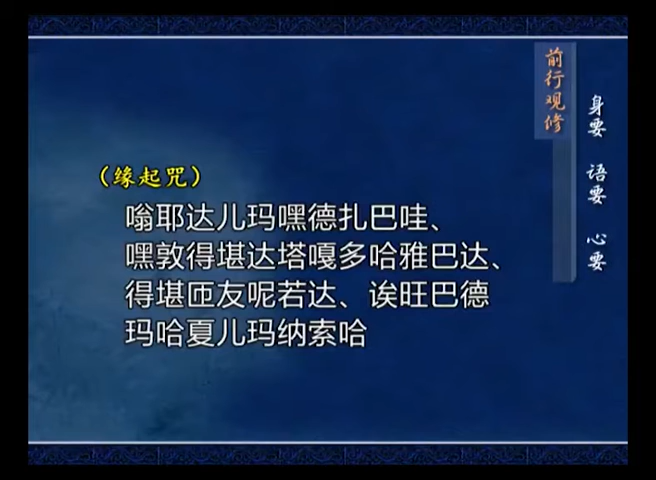 前行观修
身要 语要 心要
（缘起咒）
嗡耶达儿玛嘿德扎巴哇、
嘿敦得堪达塔嘎多哈雅巴达、
得堪匝友呢若达、诶旺巴德
玛哈夏儿玛纳索哈